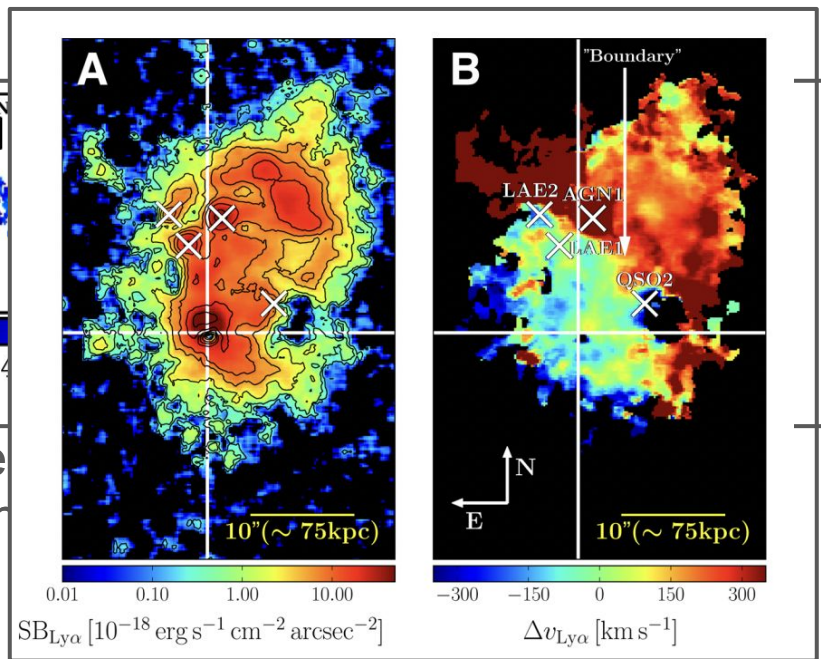 A
B
"Boundary"
LAE2
AGN1
LAE1
QSO2
N
E
10"(∼ 75kpc)
10"(∼ 75kpc)
0.01 0.10 1.00 10.00
−300 −150 0 150 300
SB_Lyα [10^−18 erg s^−1 cm^−2 arcsec^−2]
Δv_Lyα [km s^−1]
4
e